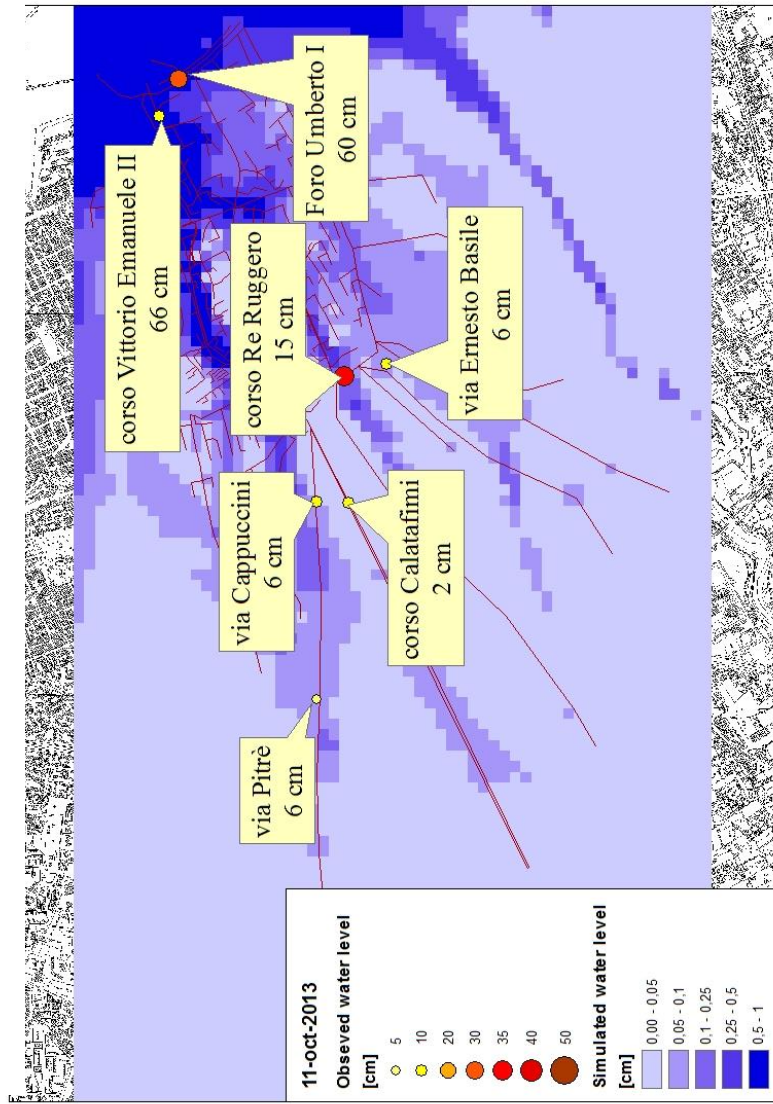 corso Vittorio Emanuele II
66 cm
Foro Umberto I
60 cm
corso Re Ruggero
15 cm
via Ernesto Basile
6 cm
via Cappuccini
6 cm
corso Calatafimi
2 cm
via Pitrè
6 cm
11-oct-2013
Obseved water level
[cm]
5
10
20
30
35
40
50
Simulated water level
[cm]
0,00 - 0,05
0,05 - 0,1
0,1 - 0,25
0,25 - 0,5
0,5 - 1